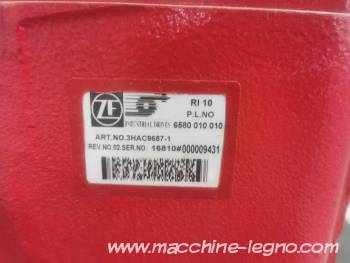 ZF
RI 10
P.L.NO
INDUSTRIAL DRIVES 6580 010 010
ART.NO.3HAC9687-1
REV.NO.02.SER.NO. 16810#000009431
www.macchine-legno.com